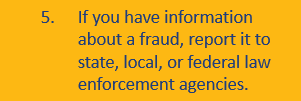 5. If you have information
about a fraud, report it to
state, local, or federal law
enforcement agencies.